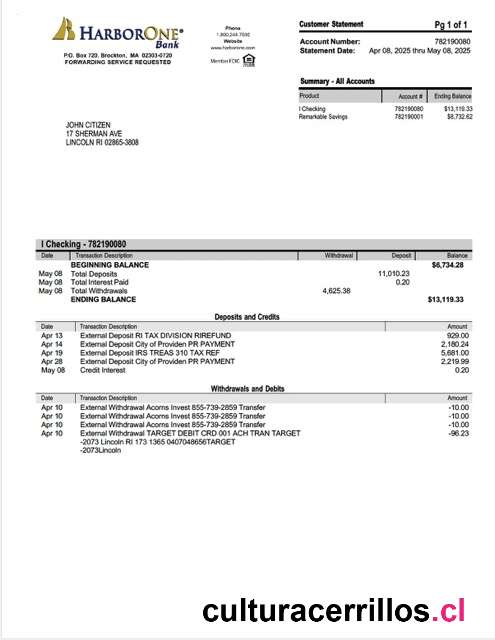 HARBORONE®
Bank
P.O. Box 720, Brockton, MA 02303-0720
FORWARDING SERVICE REQUESTED
Phone
1.800.244.7592
Website
www.harborone.com
Member FDIC
Customer Statement Pg 1 of 1
Account Number: 782190080
Statement Date: Apr 08, 2025 thru May 08, 2025
Summary - All Accounts
Product Account # Ending Balance
I Checking 782190080 $13,119.33
Remarkable Savings 782190001 $8,732.62
JOHN CITIZEN
17 SHERMAN AVE
LINCOLN RI 02865-3808
I Checking - 782190080
Date Transaction Description Withdrawal Deposit Balance
BEGINNING BALANCE $6,734.28
May 08 Total Deposits 11,010.23
May 08 Total Interest Paid 0.20
May 08 Total Withdrawals 4,625.38
ENDING BALANCE $13,119.33
Deposits and Credits
Date Transaction Description Amount
Apr 13 External Deposit RI TAX DIVISION RIREFUND 929.00
Apr 14 External Deposit City of Providen PR PAYMENT 2,180.24
Apr 19 External Deposit IRS TREAS 310 TAX REF 5,681.00
Apr 28 External Deposit City of Providen PR PAYMENT 2,219.99
May 08 Credit Interest 0.20
Withdrawals and Debits
Date Transaction Description Amount
Apr 10 External Withdrawal Acorns Invest 855-739-2859 Transfer -10.00
Apr 10 External Withdrawal Acorns Invest 855-739-2859 Transfer -10.00
Apr 10 External Withdrawal Acorns Invest 855-739-2859 Transfer -10.00
Apr 10 External Withdrawal TARGET DEBIT CRD 001 ACH TRAN TARGET -96.23
-2073 Lincoln RI 173 1365 0407048656TARGET
-2073Lincoln
culturacerrillos.cl